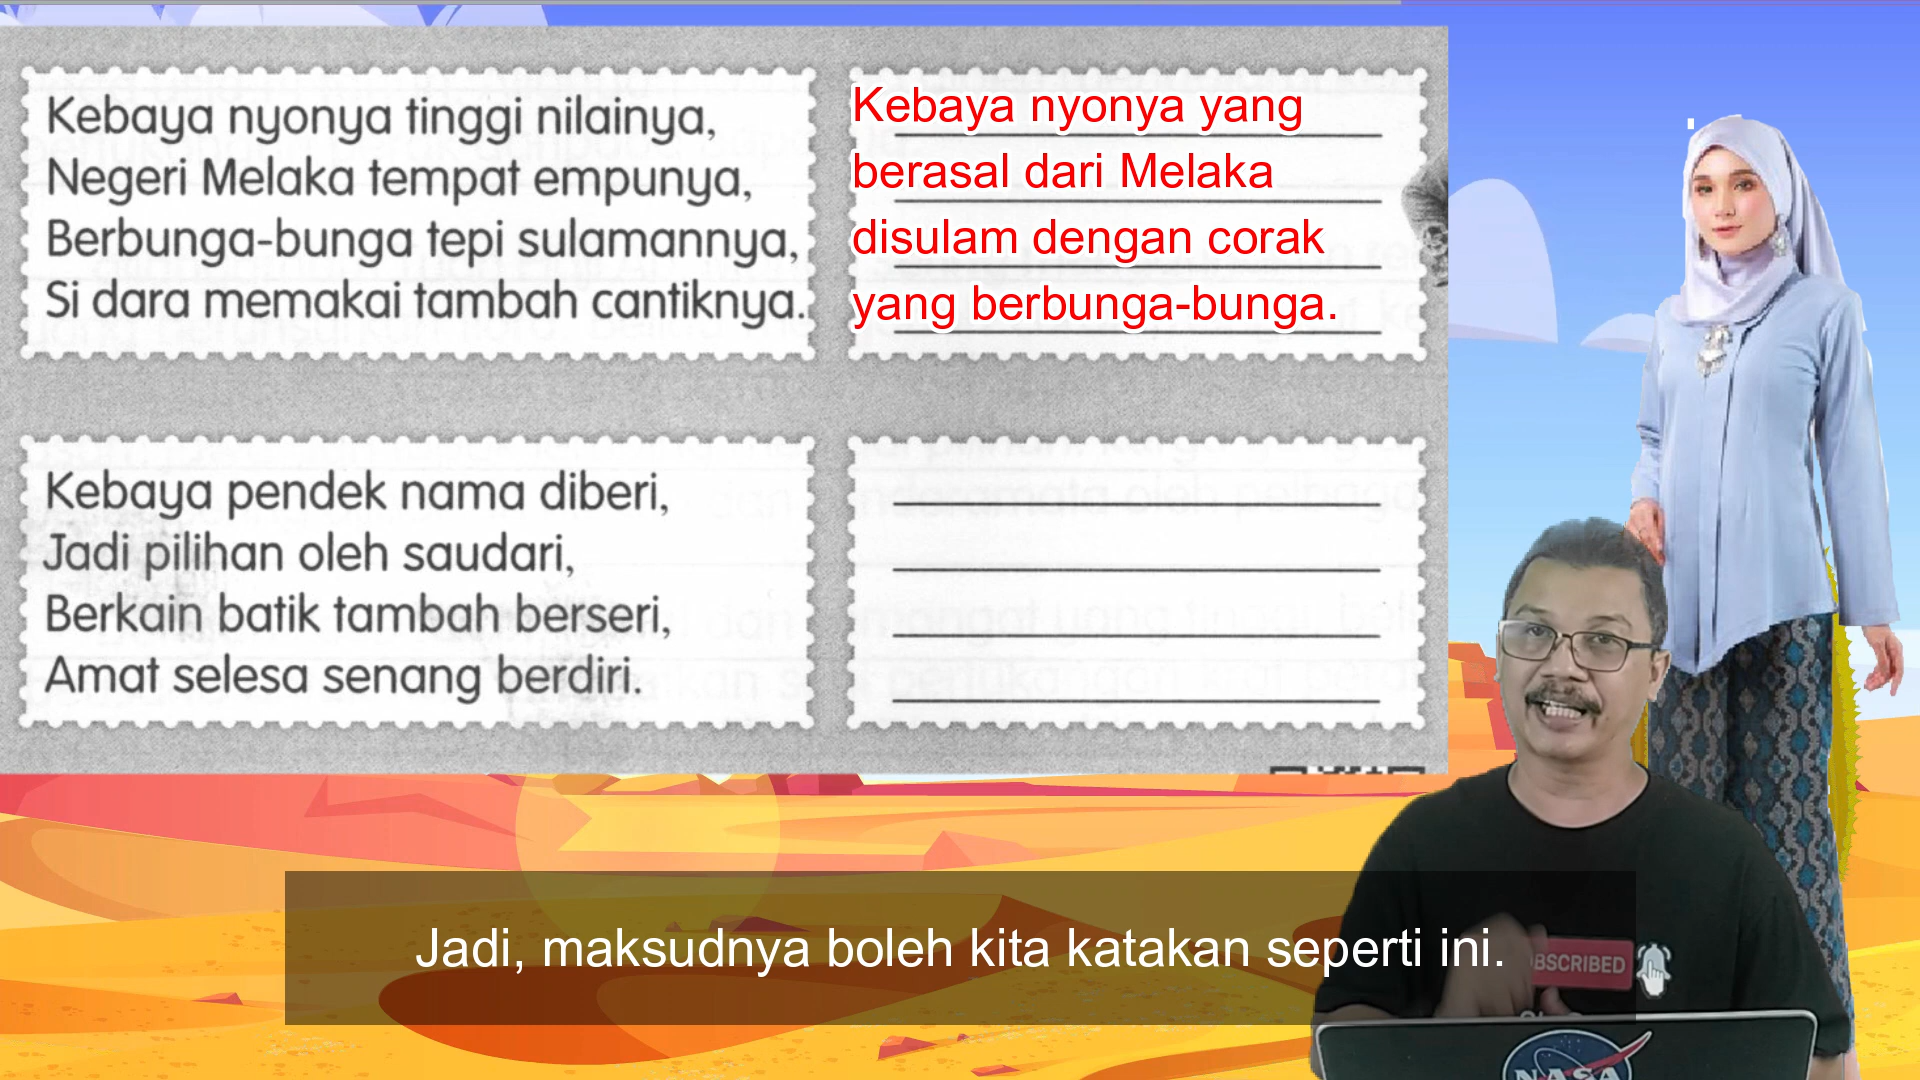 Kebaya nyonya tinggi nilainya,
Negeri Melaka tempat empunya,
Berbunga-bunga tepi sulamannya,
Si dara memakai tambah cantiknya.
Kebaya nyonya yang
berasal dari Melaka
disulam dengan corak
yang berbunga-bunga.
Kebaya pendek nama diberi,
Jadi pilihan oleh saudari,
Berkain batik tambah berseri,
Amat selesa senang berdiri.
Jadi, maksudnya boleh kita katakan seperti ini.
BSCRIBED
NASA